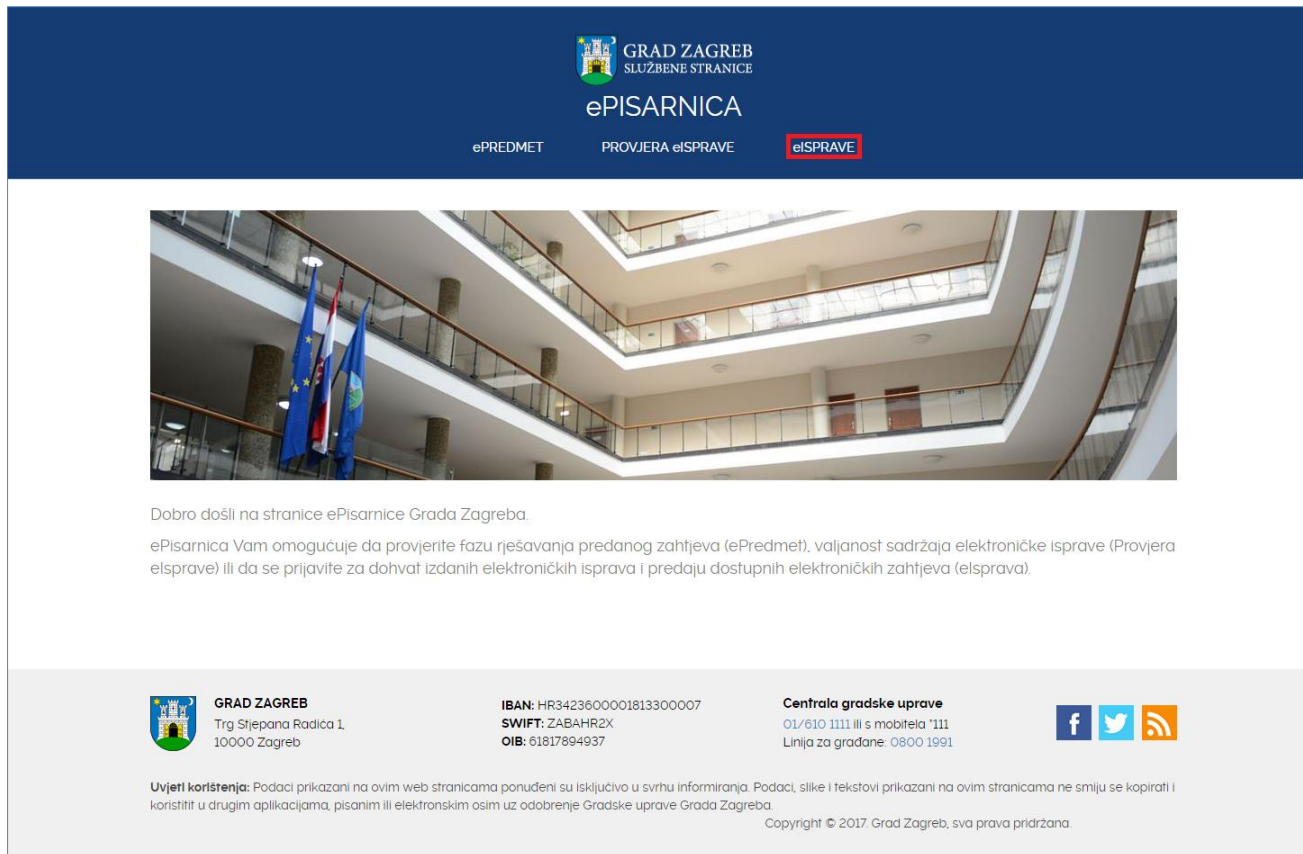 GRAD ZAGREB
SLUŽBENE STRANICE
ePISARNICA
ePREDMET PROVJERA eISPRAVE eISPRAVE
Dobro došli na stranice ePisarnice Grada Zagreba.
ePisarnica Vam omogućuje da provjerite fazu rješavanja predanog zahtjeva (ePredmet), valjanost sadržaja elektroničke isprave (Provjera
eIsprave) ili da se prijavite za dohvat izdanih elektroničkih isprava i predaju dostupnih elektroničkih zahtjeva (eIsprava).
GRAD ZAGREB
Trg Stjepana Radića 1,
10000 Zagreb
IBAN: HR3423600001813300007
SWIFT: ZABAHR2X
OIB: 61817894937
Centrala gradske uprave
01/610 1111 ili s mobitela *111
Linija za građane: 0800 1991
Uvjeti korištenja: Podaci prikazani na ovim web stranicama ponuđeni su isključivo u svrhu informiranja. Podaci, slike i tekstovi prikazani na ovim stranicama ne smiju se kopirati i
koristitit u drugim aplikacijama, pisanim ili elektronskim osim uz odobrenje Gradske uprave Grada Zagreba.
Copyright © 2017. Grad Zagreb, sva prava pridržana.